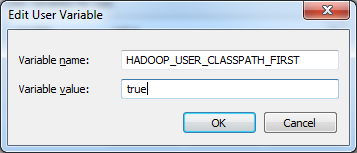 Edit User Variable
Variable name: HADOOP_USER_CLASSPATH_FIRST
Variable value: true
OK Cancel